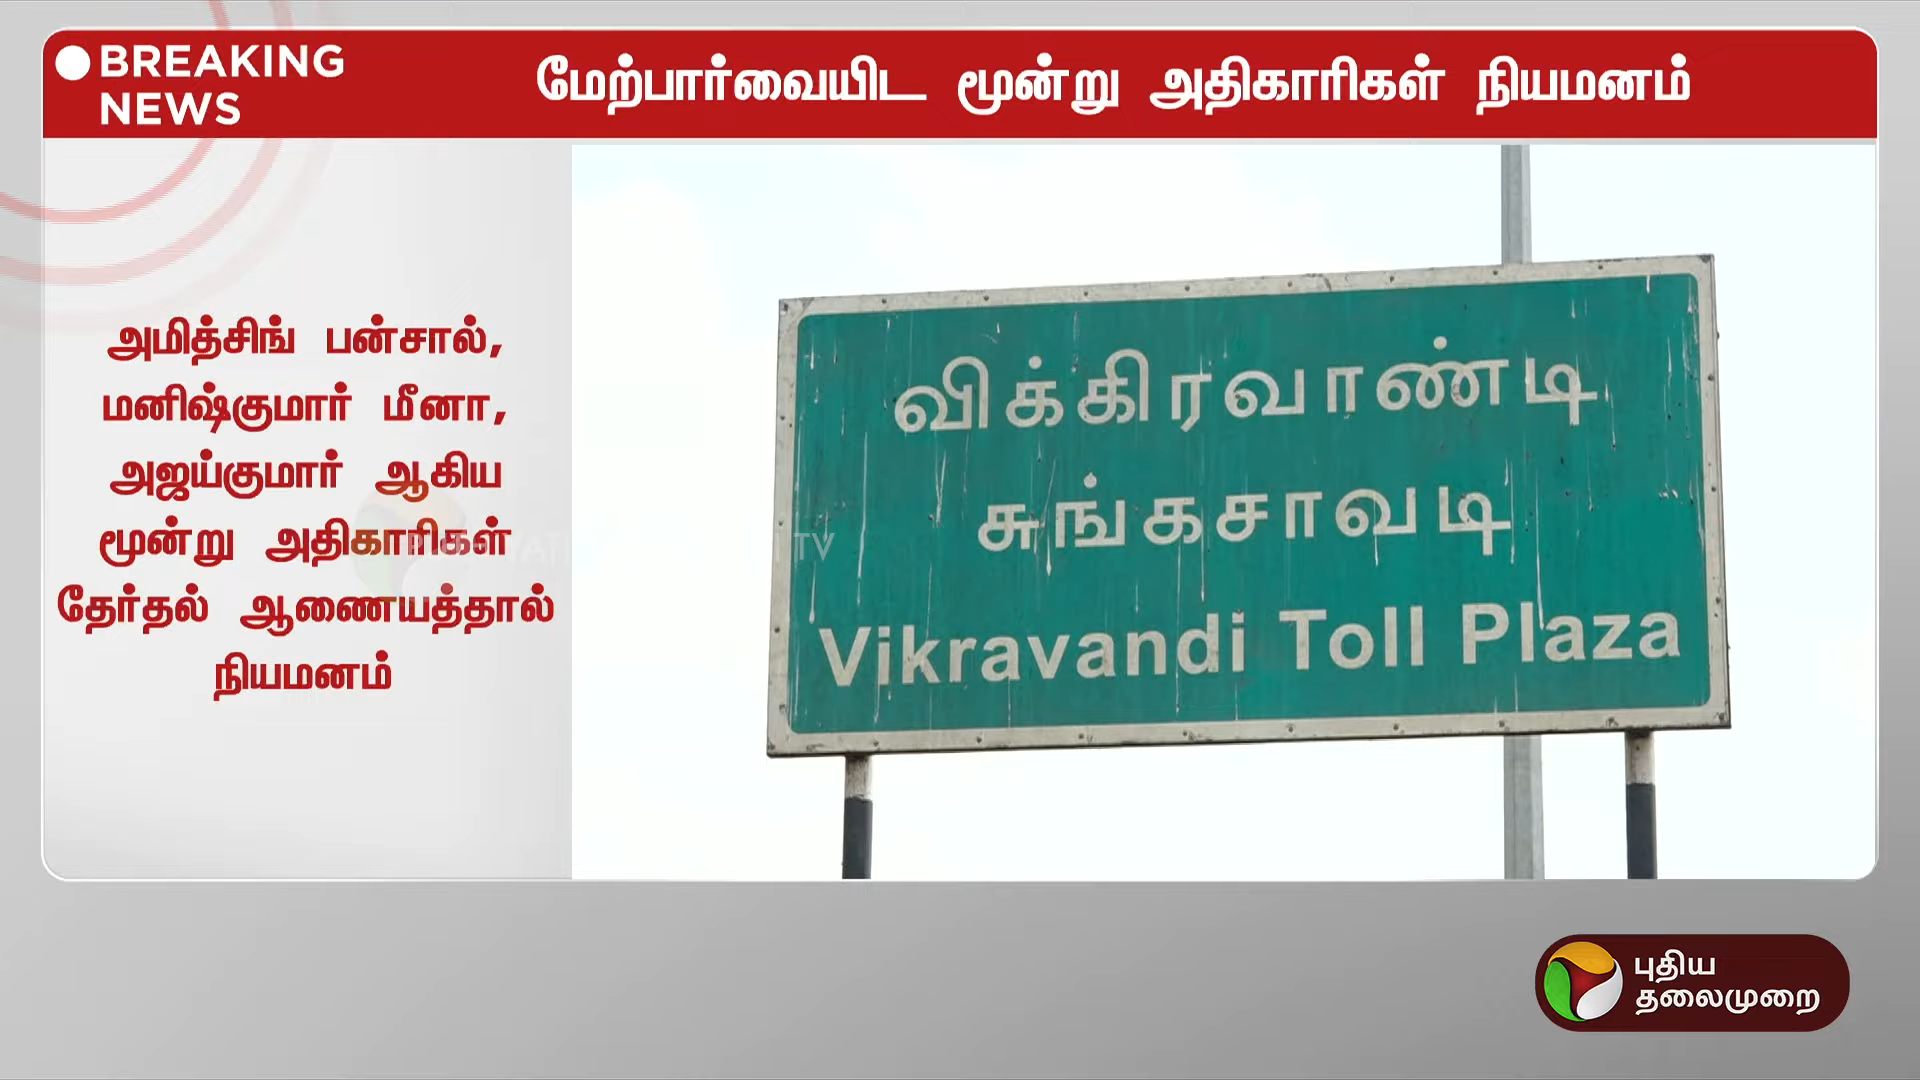 BREAKING
NEWS
மேற்பார்வையிட மூன்று அதிகாரிகள் நியமனம்
அமித்சிங் பன்சால்,
மனிஷ்குமார் மீனா,
அஜய்குமார் ஆகிய
மூன்று அதிகாரிகள்
தேர்தல் ஆணையத்தால்
நியமனம்
விக்கிரவாண்டி
சுங்கசாவடி
Vikravandi Toll Plaza
புதிய
தலைமுறை